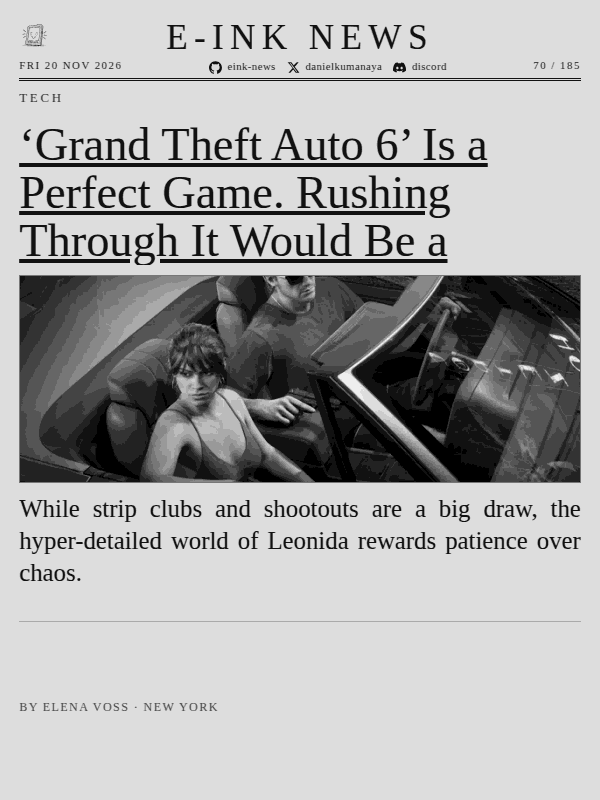 E-INK NEWS
FRI 20 NOV 2026
eink-news danielkumanaya discord
70 / 185
TECH
‘Grand Theft Auto 6’ Is a
Perfect Game. Rushing
Through It Would Be a
While strip clubs and shootouts are a big draw, the
hyper-detailed world of Leonida rewards patience over
chaos.
BY ELENA VOSS · NEW YORK